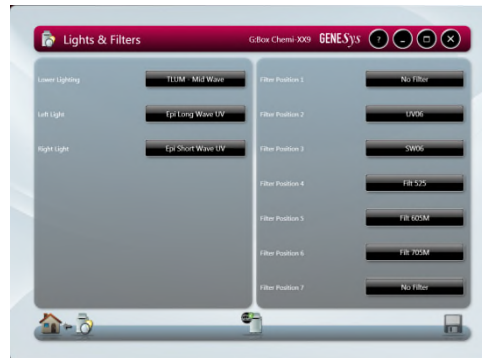 Lights & Filters
G:Box Chemi-XX9 GENESys ?
Lower Lighting TLUM - Mid Wave
Left Light Epi Long Wave UV
Right Light Epi Short Wave UV
Filter Position 1 No Filter
Filter Position 2 UV06
Filter Position 3 SW06
Filter Position 4 Filt 525
Filter Position 5 Filt 605M
Filter Position 6 Filt 705M
Filter Position 7 No Filter